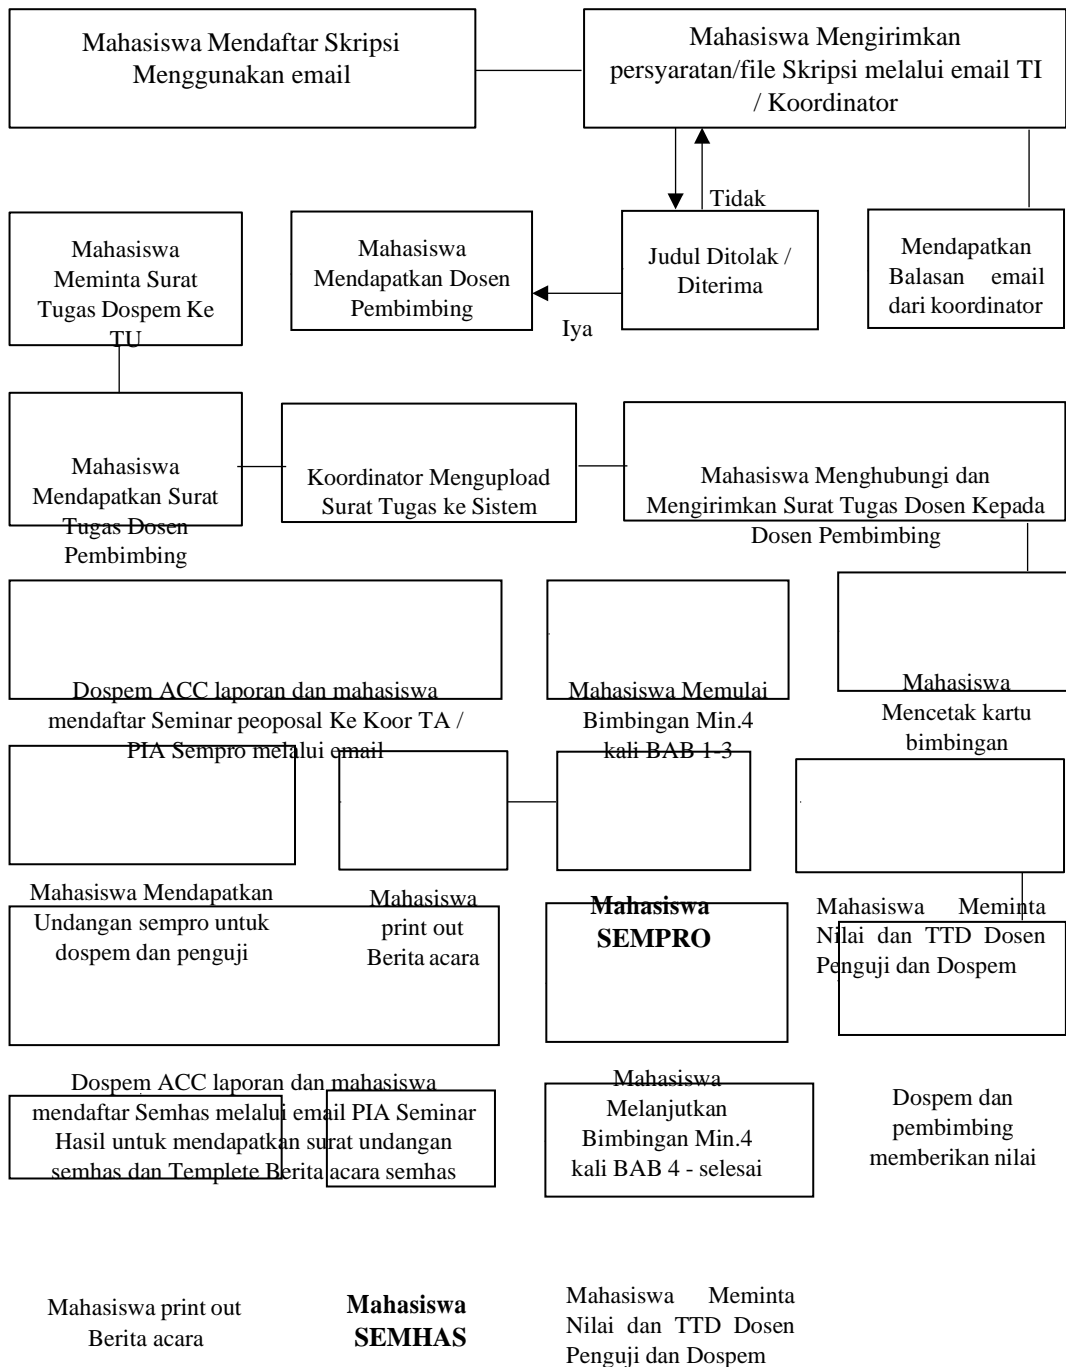 Mahasiswa Mendaftar Skripsi
Menggunakan email
Mahasiswa Mengirimkan
persyaratan/file Skripsi melalui email TI
/ Koordinator
Tidak
Mahasiswa
Meminta Surat
Tugas Dospem Ke
TU
Mahasiswa
Mendapatkan Dosen
Pembimbing
Iya
Judul Ditolak /
Diterima
Mendapatkan
Balasan email
dari koordinator
Mahasiswa
Mendapatkan Surat
Tugas Dosen
Pembimbing
Koordinator Mengupload
Surat Tugas ke Sistem
Mahasiswa Menghubungi dan
Mengirimkan Surat Tugas Dosen Kepada
Dosen Pembimbing
Dospem ACC laporan dan mahasiswa
mendaftar Seminar peoposal Ke Koor TA /
PIA Sempro melalui email
Mahasiswa Memulai
Bimbingan Min.4
kali BAB 1-3
Mahasiswa
Mencetak kartu
bimbingan
Mahasiswa Mendapatkan
Undangan sempro untuk
dospem dan penguji
Mahasiswa
print out
Berita acara
Mahasiswa
SEMPRO
Mahasiswa Meminta
Nilai dan TTD Dosen
Penguji dan Dospem
Dospem ACC laporan dan mahasiswa
mendaftar Semhas melalui email PIA Seminar
Hasil untuk mendapatkan surat undangan
semhas dan Templete Berita acara semhas
Mahasiswa
Melanjutkan
Bimbingan Min.4
kali BAB 4 - selesai
Dospem dan
pembimbing
memberikan nilai
Mahasiswa print out
Berita acara
Mahasiswa
SEMHAS
Mahasiswa Meminta
Nilai dan TTD Dosen
Penguji dan Dospem